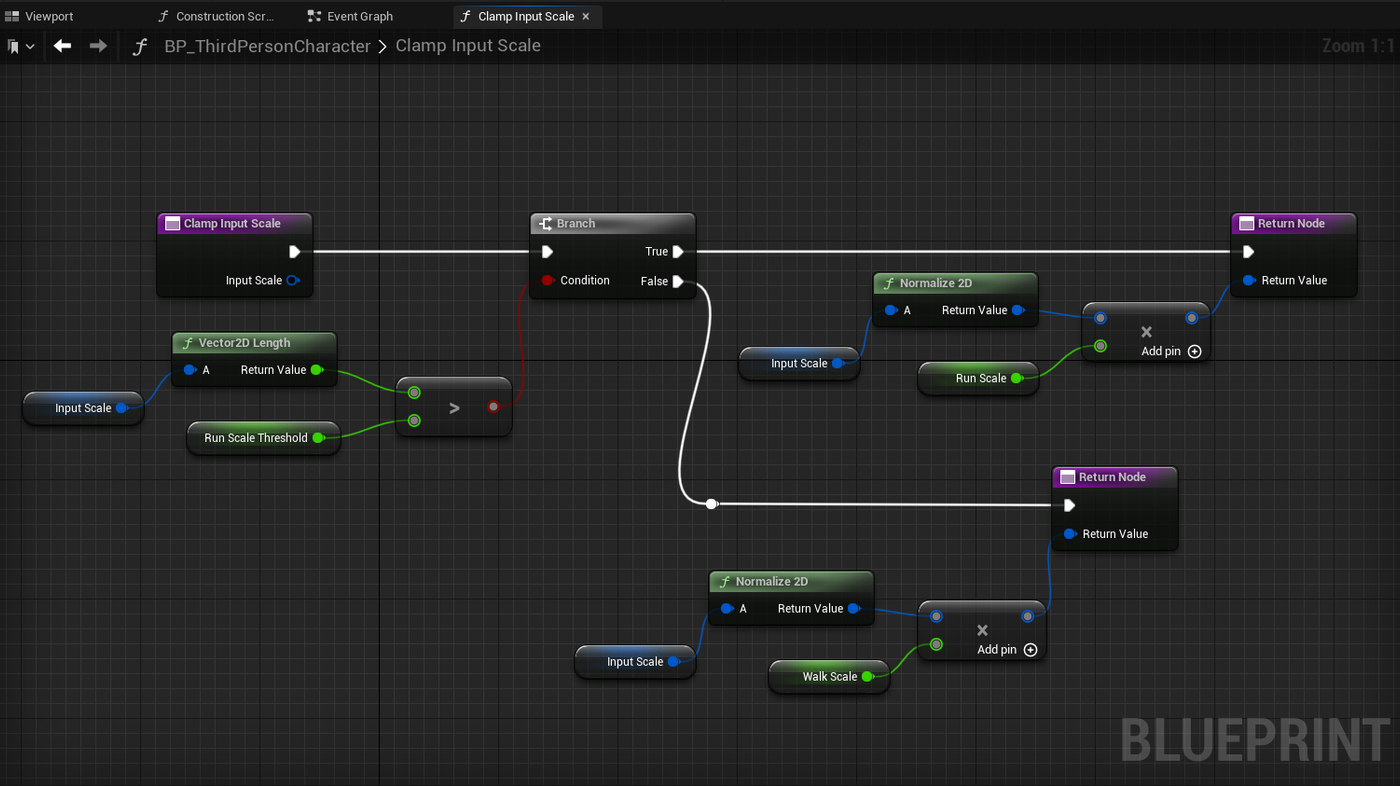 Viewport
Construction Scr...
Event Graph
Clamp Input Scale
BP_ThirdPersonCharacter > Clamp Input Scale
Zoom 1:1
Clamp Input Scale
Input Scale
Branch
True
Condition
False
Return Node
Return Value
Normalize 2D
A Return Value
Input Scale
×
Add pin
Run Scale
Vector2D Length
A Return Value
Input Scale
Run Scale Threshold
>
Return Node
Return Value
Normalize 2D
A Return Value
Input Scale
×
Add pin
Walk Scale
BLUEPRINT